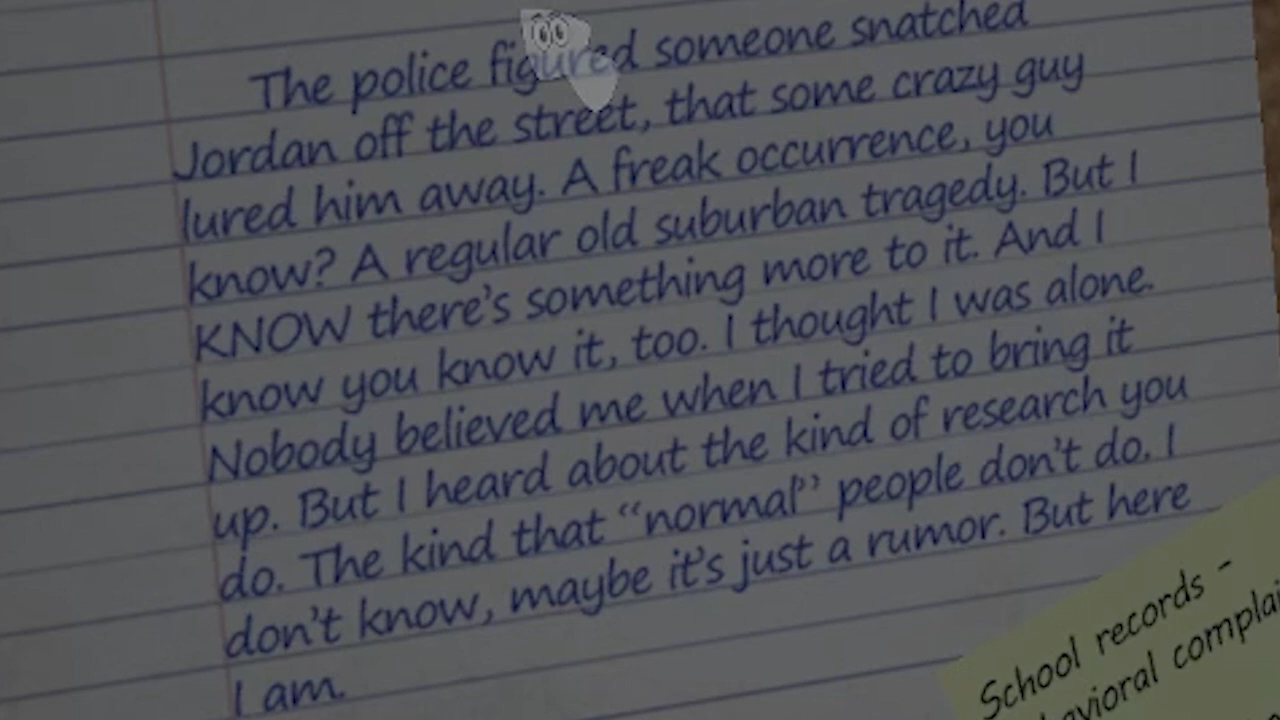 The police figured someone snatched
Jordan off the street, that some crazy guy
lured him away. A freak occurrence, you
know? A regular old suburban tragedy. But I
KNOW there's something more to it. And I
know you know it, too. I thought I was alone.
Nobody believed me when I tried to bring it
up. But I heard about the kind of research you
do. The kind that “normal” people don't do. I
don't know, maybe it's just a rumor. But here
I am.
School records -